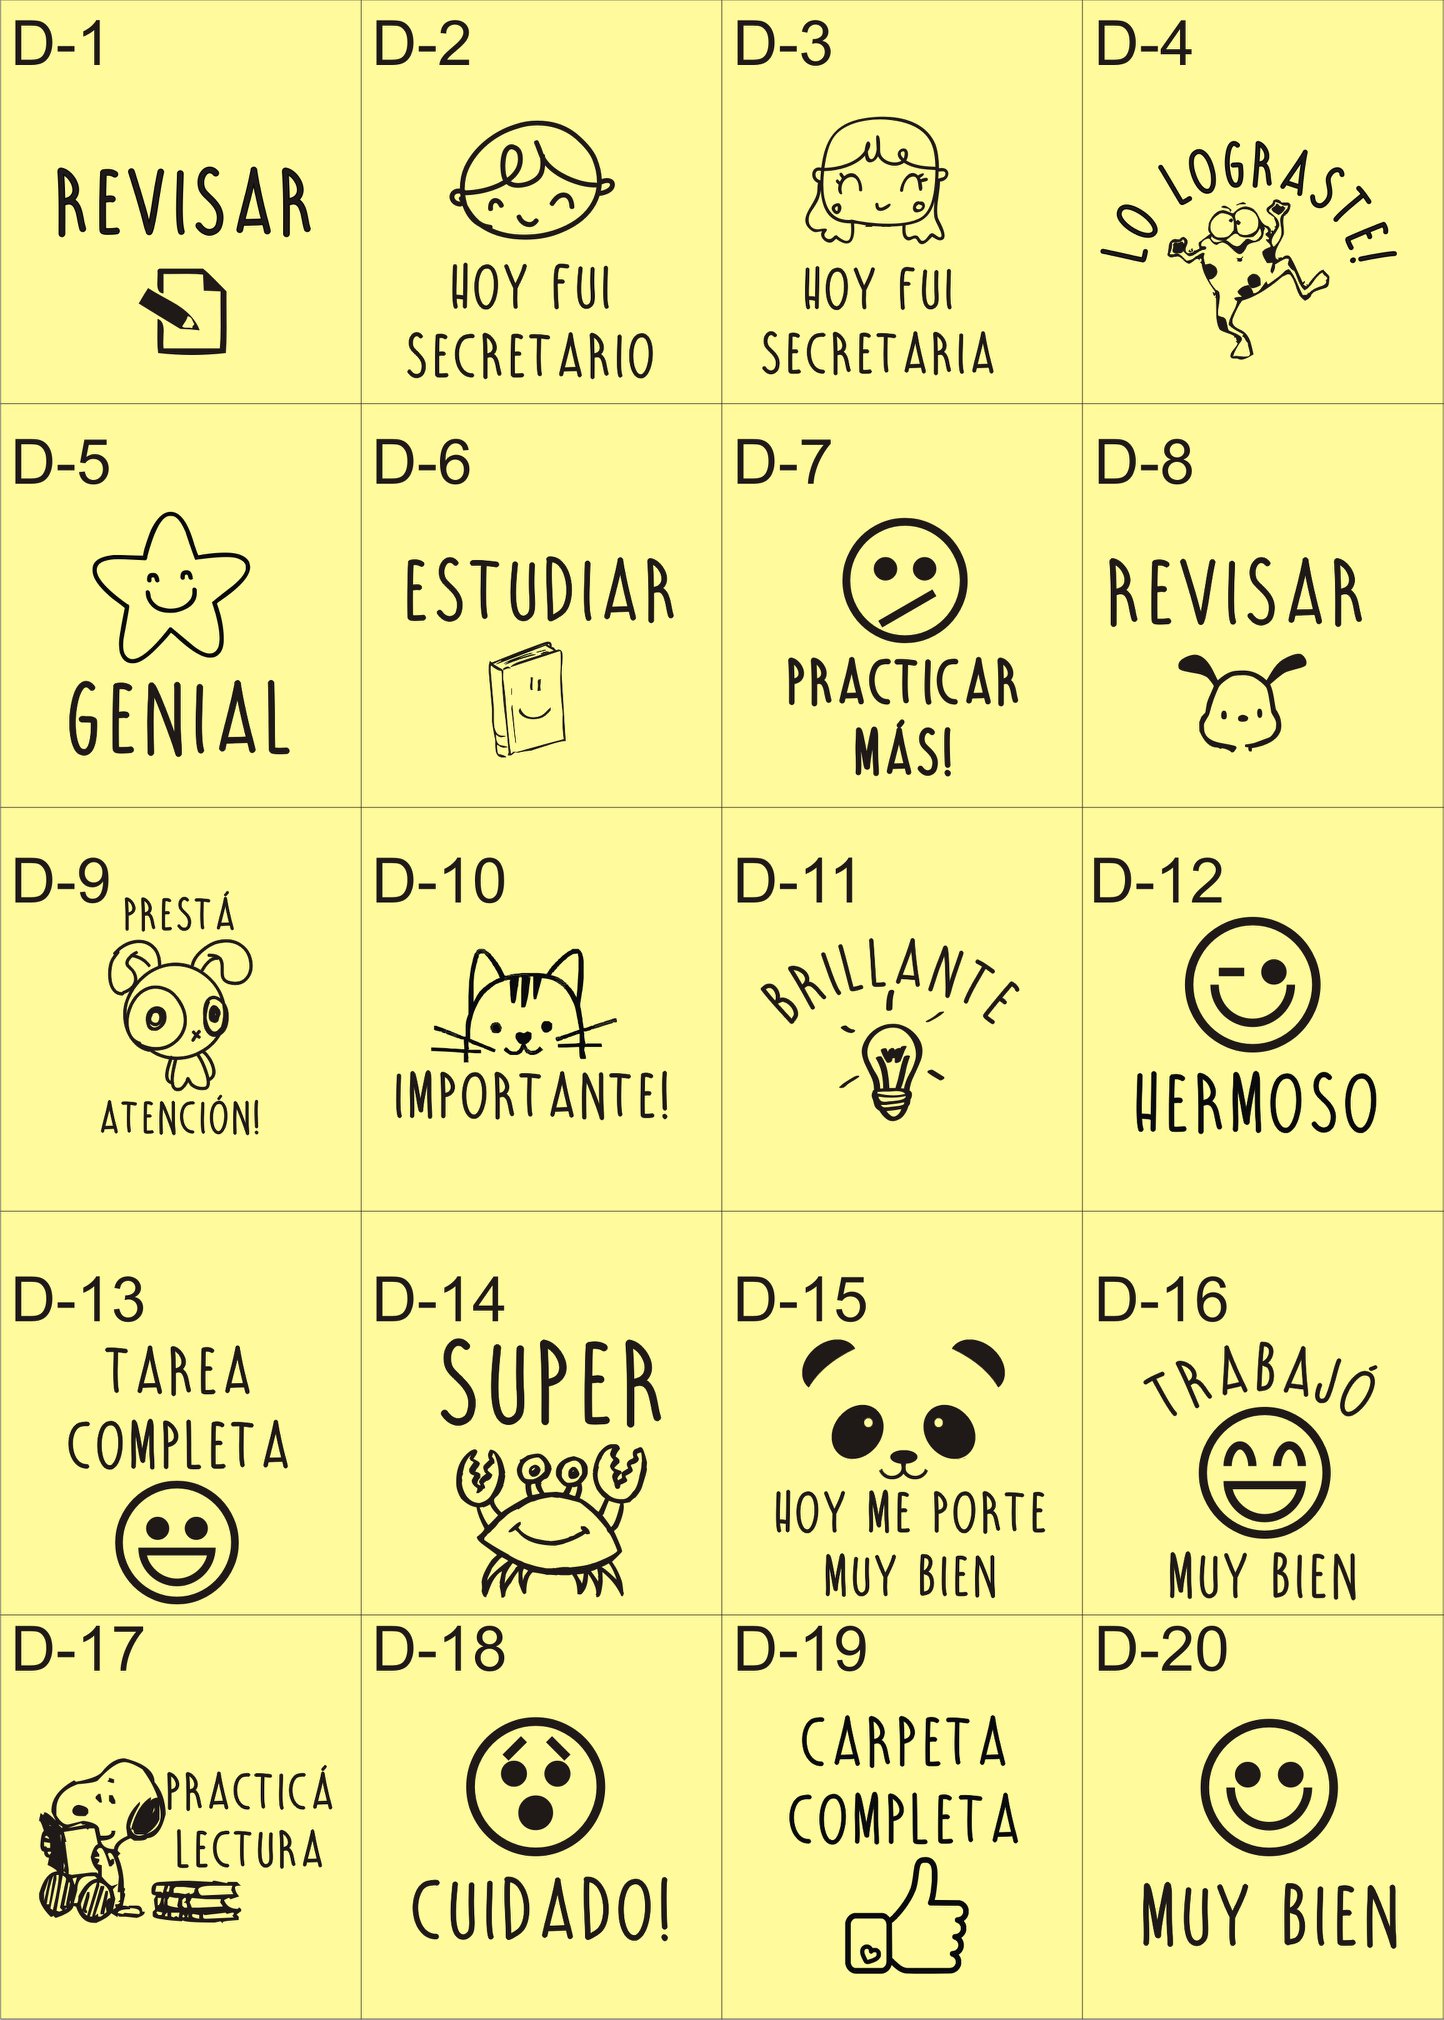 D-1
REVISAR
D-2
HOY FUI
SECRETARIO
D-3
HOY FUI
SECRETARIA
D-4
LO LOGRASTE!
D-5
GENIAL
D-6
ESTUDIAR
D-7
PRACTICAR
MÁS!
D-8
REVISAR
D-9
PRESTÁ
ATENCIÓN!
D-10
IMPORTANTE!
D-11
BRILLANTE
D-12
HERMOSO
D-13
TAREA
COMPLETA
D-14
SUPER
D-15
HOY ME PORTE
MUY BIEN
D-16
TRABAJÓ
MUY BIEN
D-17
PRACTICÁ
LECTURA
D-18
CUIDADO!
D-19
CARPETA
COMPLETA
D-20
MUY BIEN